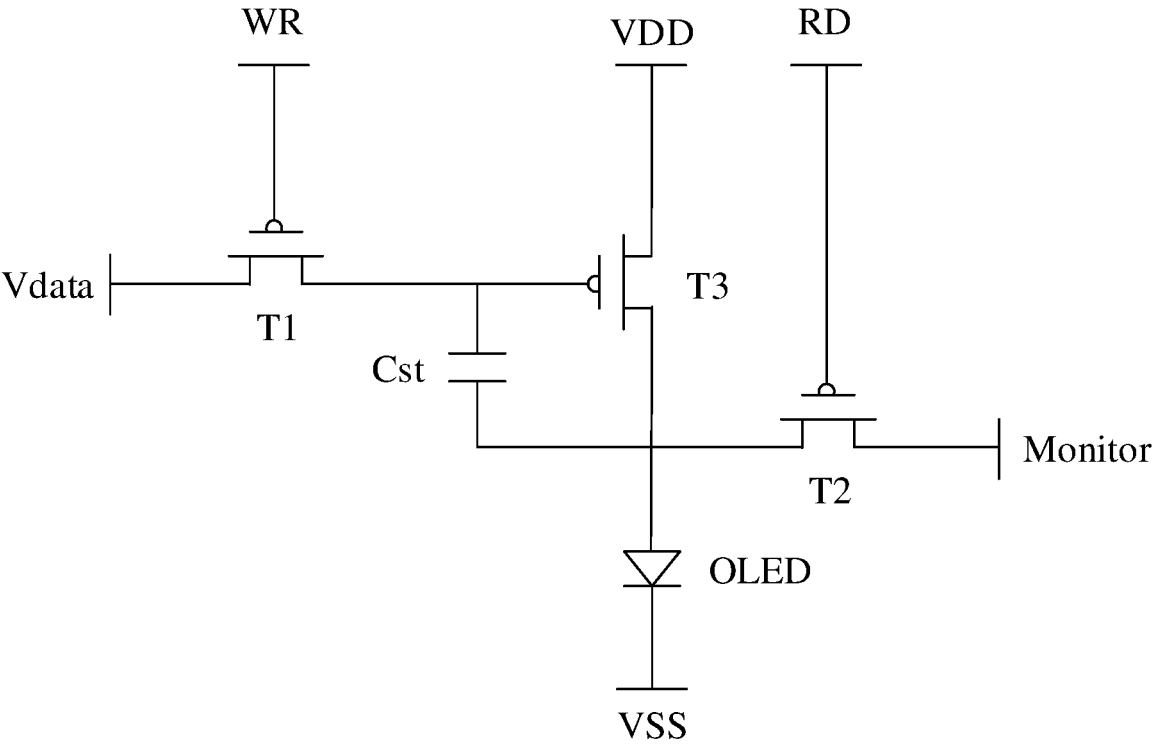 WR
VDD
RD
Vdata
T1
T3
Cst
Monitor
T2
OLED
VSS